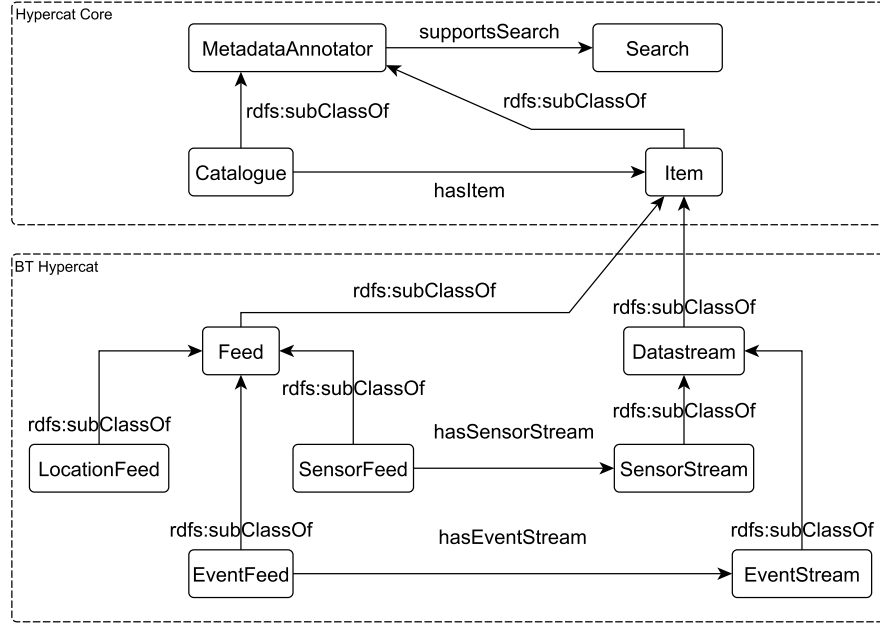 Hypercat Core
MetadataAnnotator
supportsSearch
Search
rdfs:subClassOf
rdfs:subClassOf
Catalogue
hasItem
Item
BT Hypercat
rdfs:subClassOf
rdfs:subClassOf
Feed
Datastream
rdfs:subClassOf
rdfs:subClassOf
rdfs:subClassOf
hasSensorStream
LocationFeed
SensorFeed
SensorStream
rdfs:subClassOf
hasEventStream
rdfs:subClassOf
EventFeed
EventStream